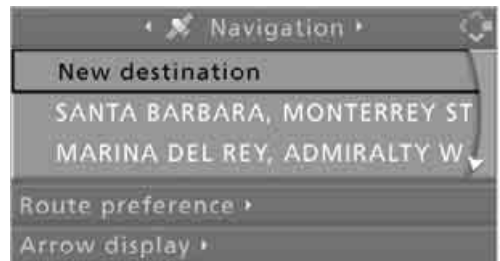 Navigation
New destination
SANTA BARBARA, MONTERREY ST
MARINA DEL REY, ADMIRALTY W
Route preference
Arrow display